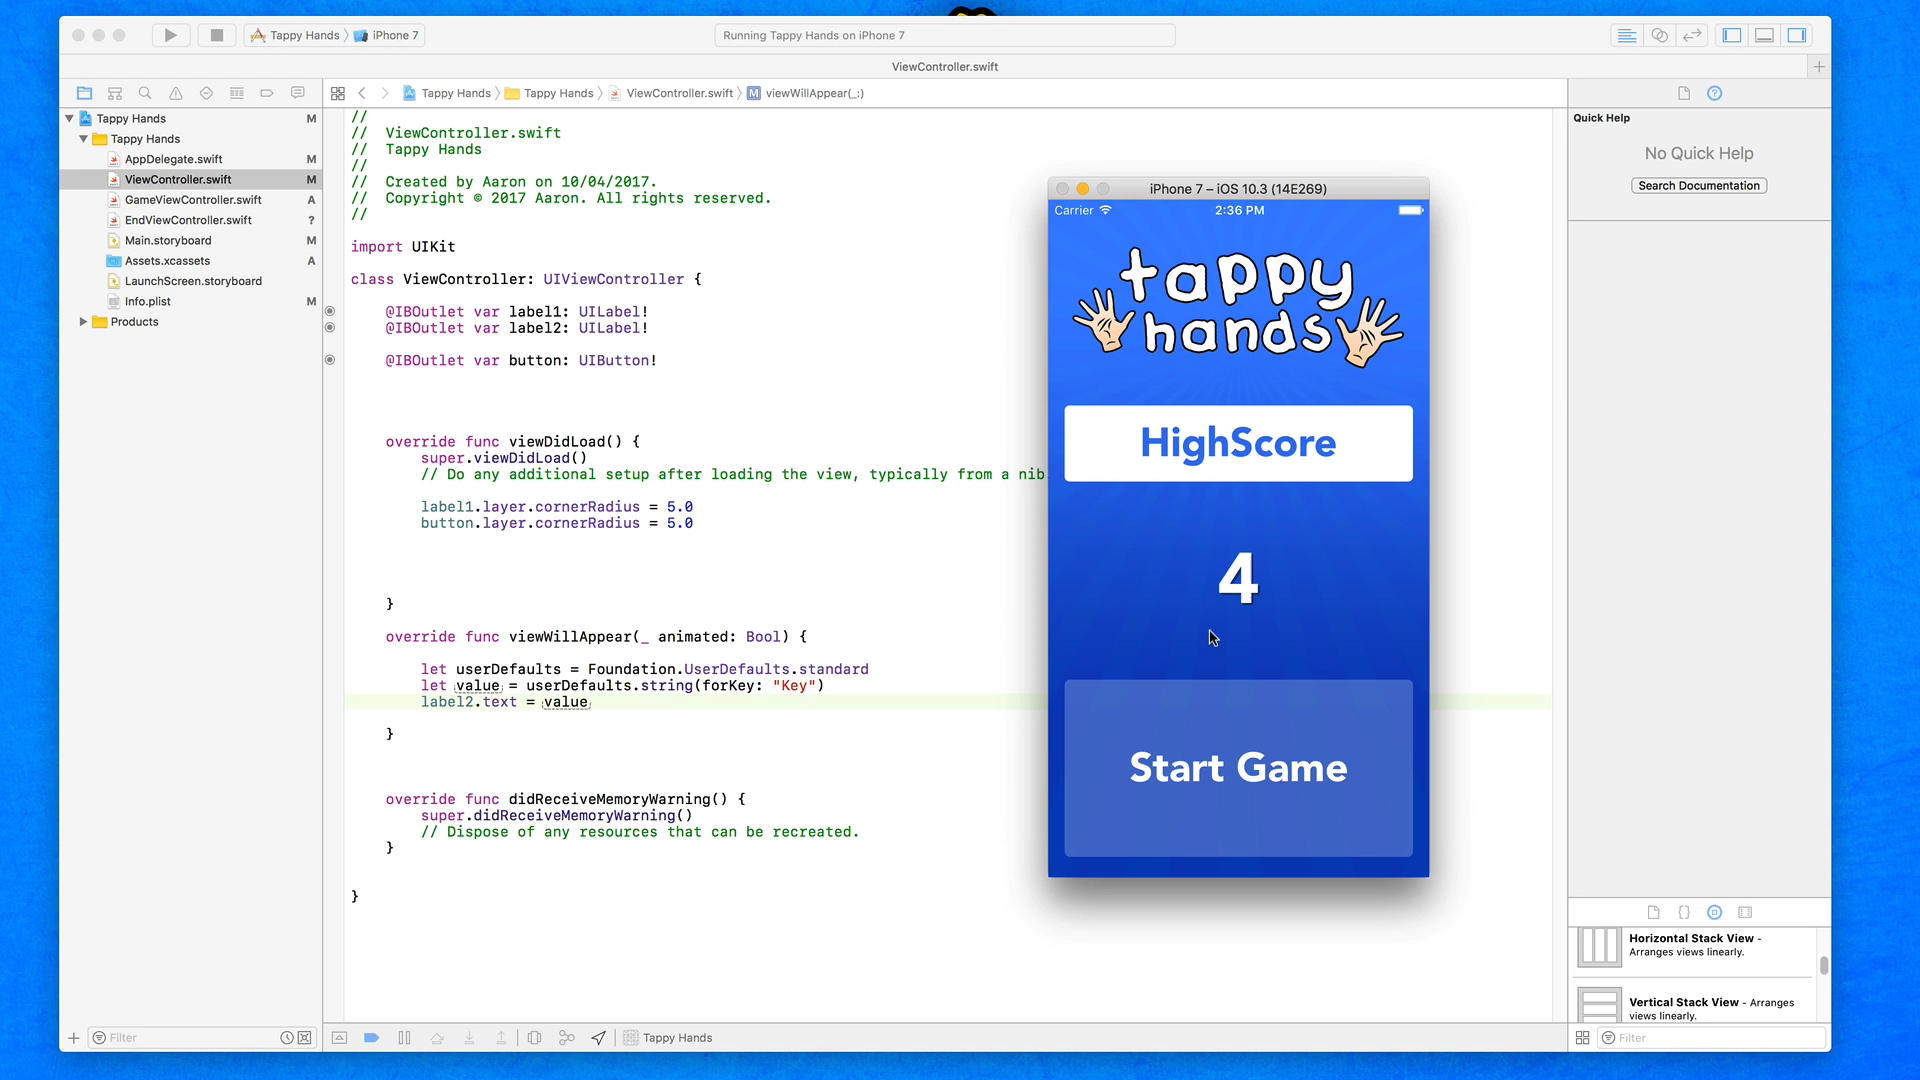 Tappy Hands
iPhone 7
Running Tappy Hands on iPhone 7
ViewController.swift
Tappy Hands
Tappy Hands
ViewController.swift
M
viewWillAppear(_:)
Tappy Hands M
Tappy Hands
AppDelegate.swift M
ViewController.swift M
GameViewController.swift A
EndViewController.swift ?
Main.storyboard M
Assets.xcassets A
LaunchScreen.storyboard
Info.plist M
Products
Filter
//
//  ViewController.swift
//  Tappy Hands
//
//  Created by Aaron on 10/04/2017.
//  Copyright © 2017 Aaron. All rights reserved.
//
import UIKit
class ViewController: UIViewController {
@IBOutlet var label1: UILabel!
@IBOutlet var label2: UILabel!
@IBOutlet var button: UIButton!
override func viewDidLoad() {
super.viewDidLoad()
// Do any additional setup after loading the view, typically from a nib
label1.layer.cornerRadius = 5.0
button.layer.cornerRadius = 5.0
}
override func viewWillAppear(_ animated: Bool) {
let userDefaults = Foundation.UserDefaults.standard
let value = userDefaults.string(forKey: "Key")
label2.text = value
}
override func didReceiveMemoryWarning() {
super.didReceiveMemoryWarning()
// Dispose of any resources that can be recreated.
}
}
Tappy Hands
iPhone 7 – iOS 10.3 (14E269)
Carrier 2:36 PM
tappy
hands
HighScore
4
Start Game
Quick Help
No Quick Help
Search Documentation
{}
Horizontal Stack View -
Arranges views linearly.
Vertical Stack View - Arranges
views linearly.
Filter